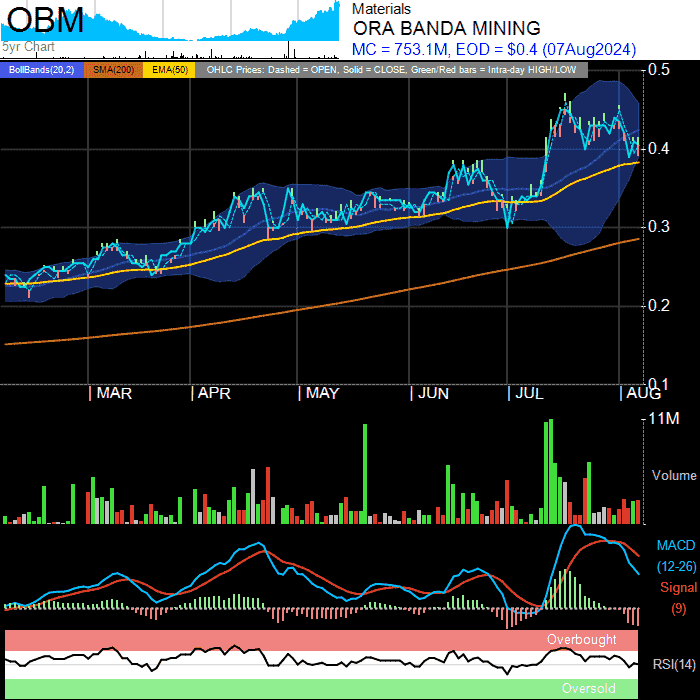 OBM
5yr Chart
Materials
ORA BANDA MINING
MC = 753.1M, EOD = $0.4 (07Aug2024)
BollBands(20,2) SMA(200) EMA(50) OHLC Prices: Dashed = OPEN, Solid = CLOSE, Green/Red bars = Intra-day HIGH/LOW
0.5
0.4
0.3
0.2
0.1
MAR APR MAY JUN JUL AUG
11M
Volume
MACD
(12-26)
Signal
(9)
Overbought
RSI(14)
Oversold